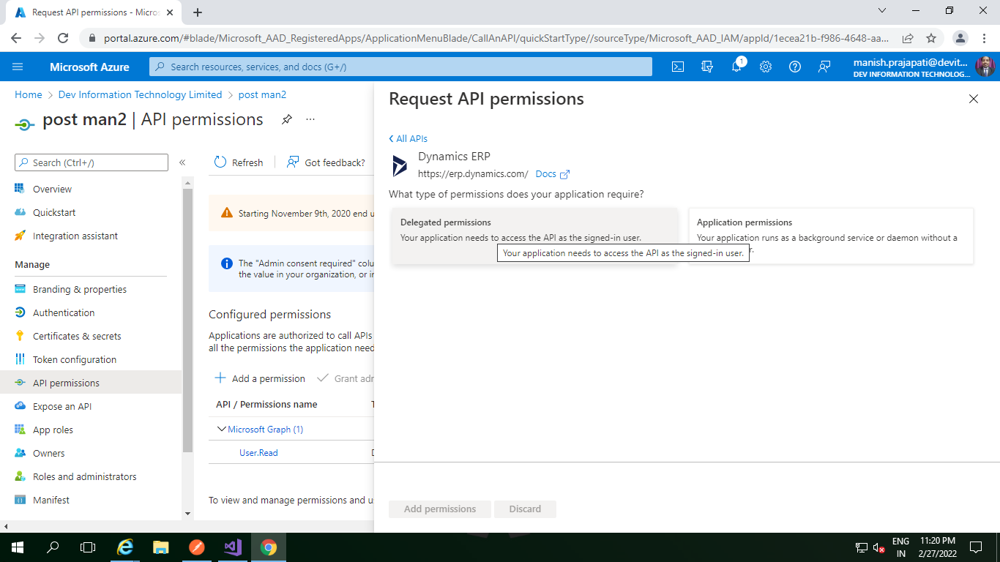 Request API permissions - Micros
portal.azure.com/#blade/Microsoft_AAD_RegisteredApps/ApplicationMenuBlade/CallAnAPI/quickStartType//sourceType/Microsoft_AAD_IAM/appId/1ecea21b-f986-4648-aa...
Microsoft Azure
Search resources, services, and docs (G+/)
1
manish.prajapati@devit...
DEV INFORMATION TECHNOLOG...
Home > Dev Information Technology Limited > post man2
post man2 | API permissions
...
Search (Ctrl+/)
Overview
Quickstart
Integration assistant
Manage
Branding & properties
Authentication
Certificates & secrets
Token configuration
API permissions
Expose an API
App roles
Owners
Roles and administrators
Manifest
Refresh
Got feedback?
Starting November 9th, 2020 end u
The "Admin consent required" colu
the value in your organization, or in
Configured permissions
Applications are authorized to call APIs
all the permissions the application need
Add a permission
Grant adr
API / Permissions name
Microsoft Graph (1)
User.Read
To view and manage permissions and us
Request API permissions
All APIs
Dynamics ERP
https://erp.dynamics.com/ Docs
What type of permissions does your application require?
Delegated permissions
Your application needs to access the API as the signed-in user.
Application permissions
Your application runs as a background service or daemon without a
r.
Your application needs to access the API as the signed-in user.
Add permissions
Discard
ENG
IN
11:20 PM
2/27/2022